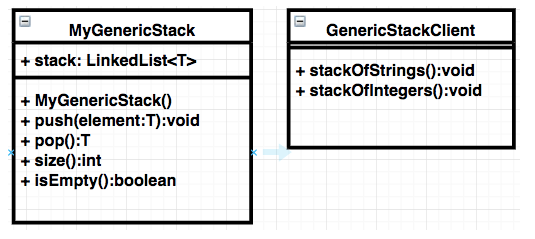 MyGenericStack
+ stack: LinkedList<T>
+ MyGenericStack()
+ push(element:T):void
+ pop():T
+ size():int
+ isEmpty():boolean
GenericStackClient
+ stackOfStrings():void
+ stackOfIntegers():void